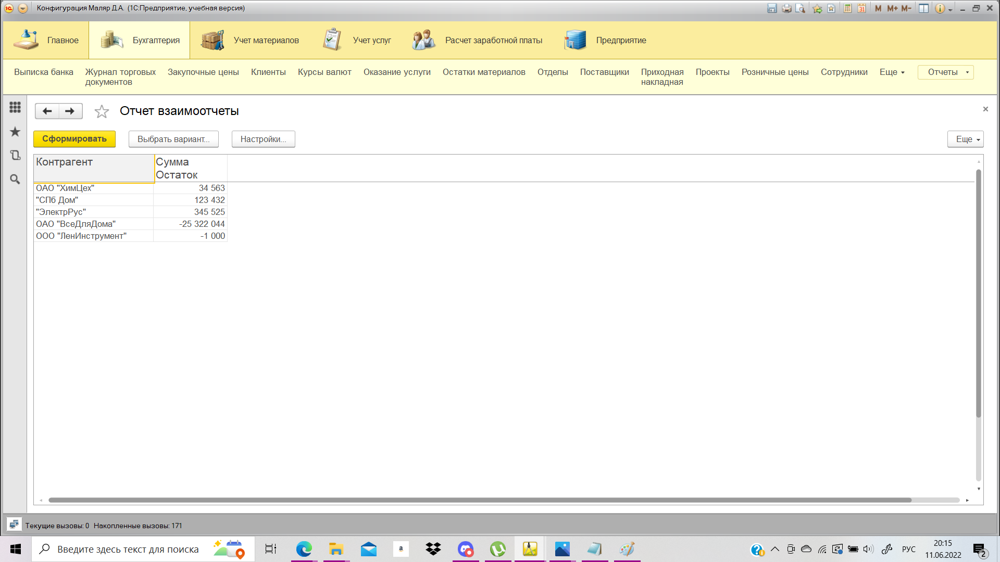 Конфигурация Маляр Д.А. (1С:Предприятие, учебная версия)
M M+ M-
Главное
Бухгалтерия
Учет материалов
Учет услуг
Расчет заработной платы
Предприятие
Выписка банка
Журнал торговых
документов
Закупочные цены
Клиенты
Курсы валют
Оказание услуги
Остатки материалов
Отделы
Поставщики
Приходная
накладная
Проекты
Розничные цены
Сотрудники
Еще
Отчеты
Отчет взаимоотчеты
Сформировать
Выбрать вариант...
Настройки...
Еще
Контрагент
Сумма
Остаток
ОАО "ХимЦех" 34 563
"СПб Дом" 123 432
"ЭлектрРус" 345 525
ОАО "ВсеДляДома" -25 322 044
ООО "ЛенИнструмент" -1 000
Текущие вызовы: 0 Накопленные вызовы: 171
Введите здесь текст для поиска
a
РУС
20:15
11.06.2022
2